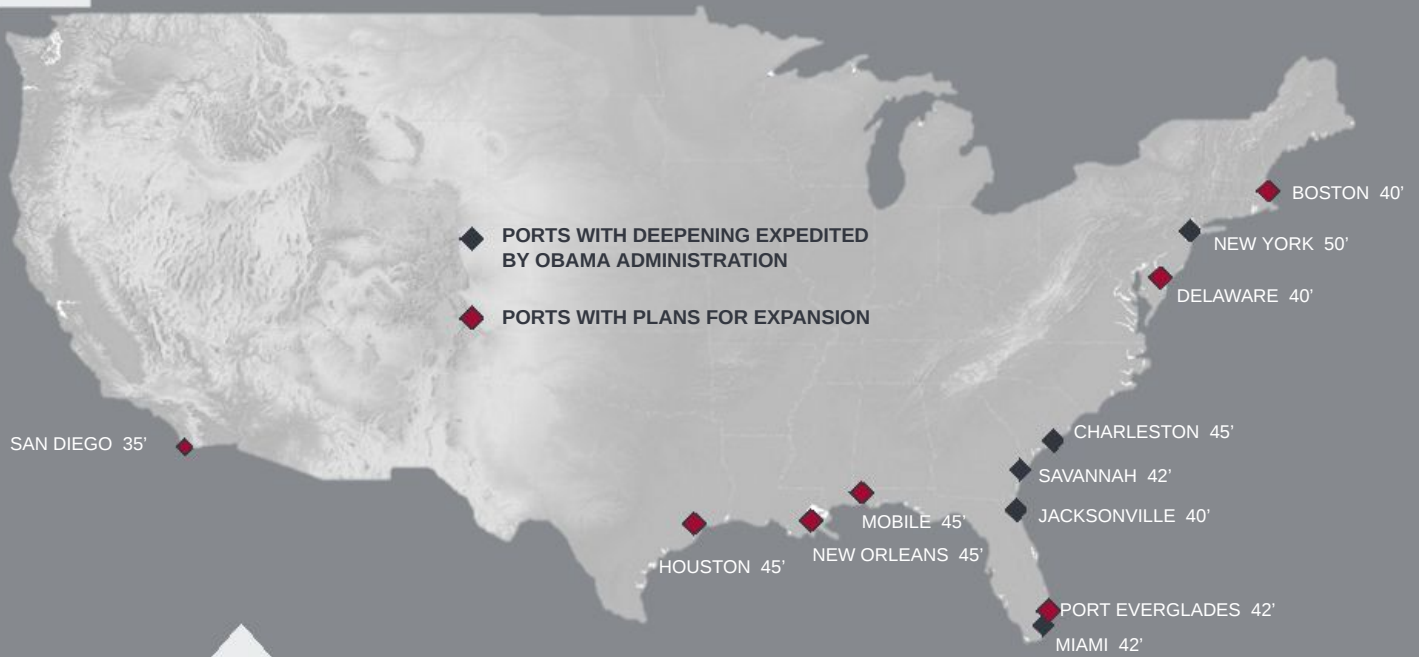 BOSTON 40’
PORTS WITH DEEPENING EXPEDITED
BY OBAMA ADMINISTRATION
NEW YORK 50’
DELAWARE 40’
PORTS WITH PLANS FOR EXPANSION
SAN DIEGO 35’
CHARLESTON 45’
SAVANNAH 42’
JACKSONVILLE 40’
MOBILE 45’
NEW ORLEANS 45’
HOUSTON 45’
PORT EVERGLADES 42’
MIAMI 42’